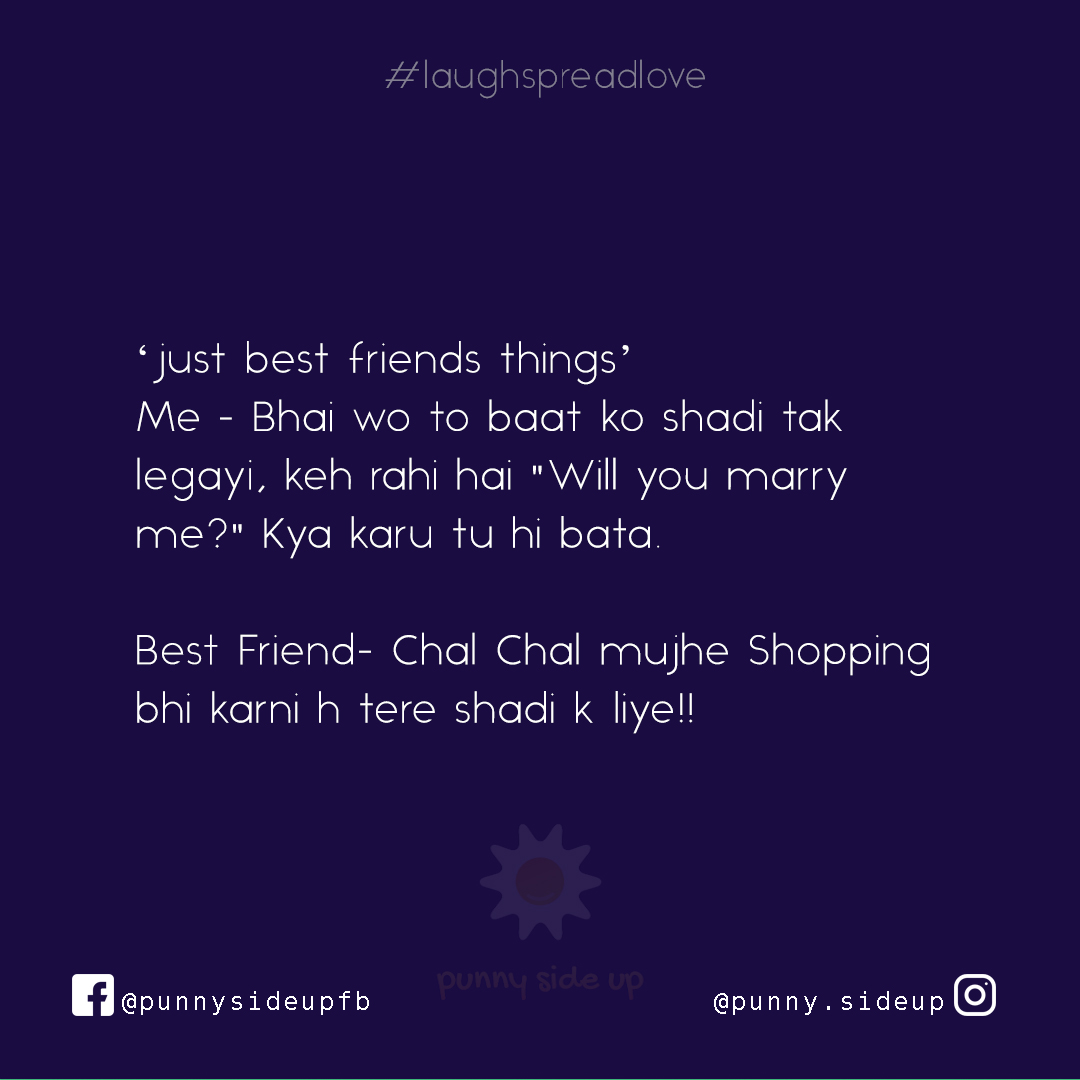 #laughspreadlove
‘just best friends things’
Me - Bhai wo to baat ko shadi tak
legayi, keh rahi hai "Will you marry
me?" Kya karu tu hi bata.
Best Friend- Chal Chal mujhe Shopping
bhi karni h tere shadi k liye!!
punny side up
@punnysideupfb
@punny.sideup